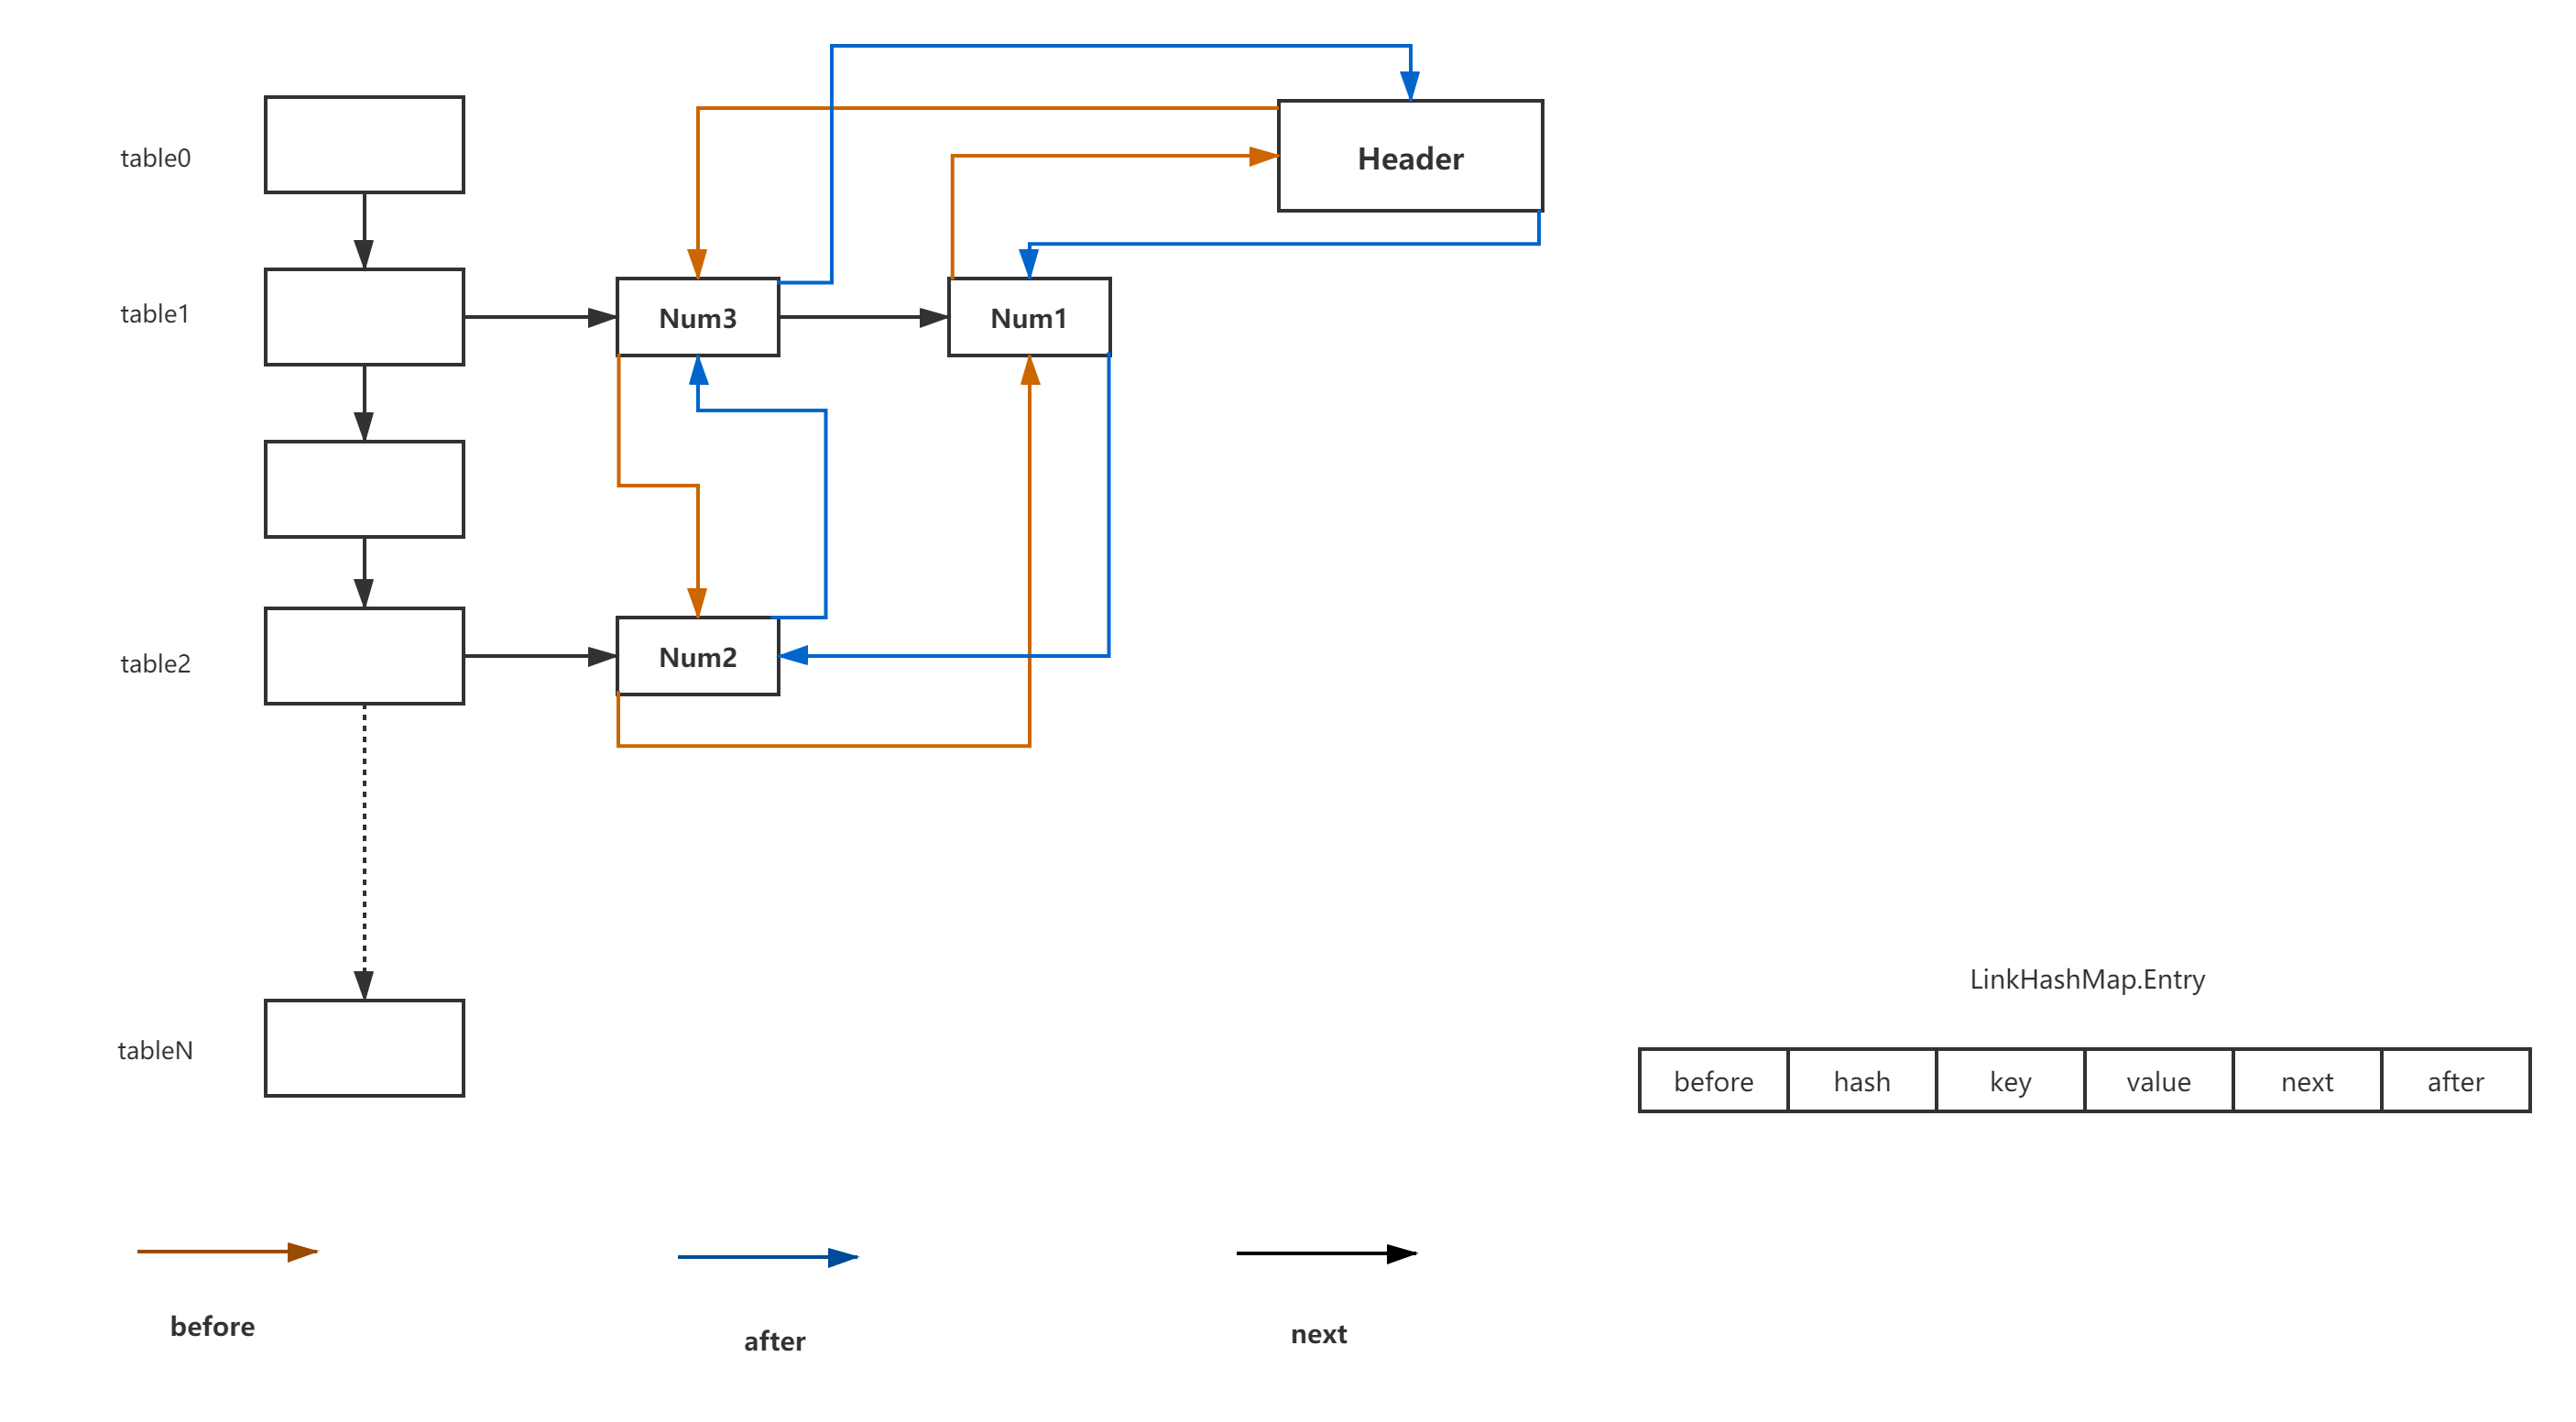 Header
table0
table1
Num3
Num1
table2
Num2
LinkHashMap.Entry
tableN
before hash key value next after
before
after
next